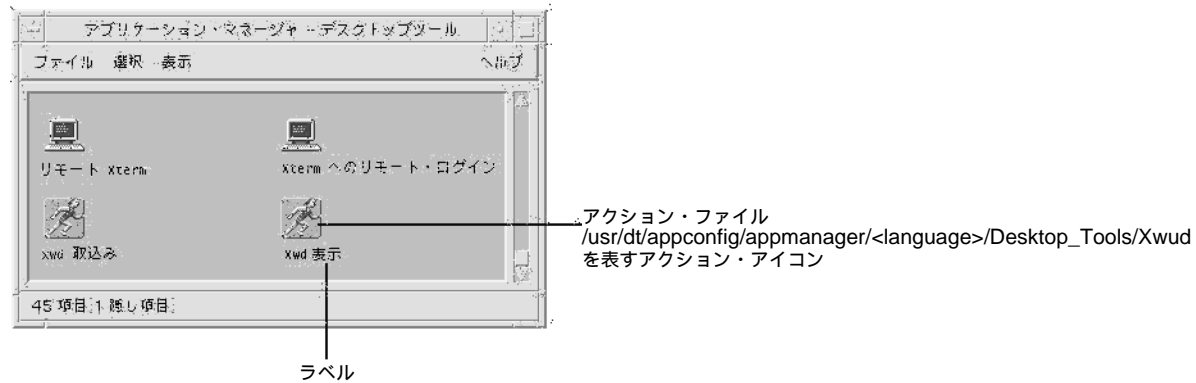 アプリケーション・マネージャ - デスクトップツール
ファイル 選択 表示 ヘルプ
リモート Xterm
Xterm へのリモート・ログイン
xwd 取込み
xwd 表示
45 項目 1 隠し項目
アクション・ファイル
/usr/dt/appconfig/appmanager/<language>/Desktop_Tools/Xwud
を表すアクション・アイコン
ラベル